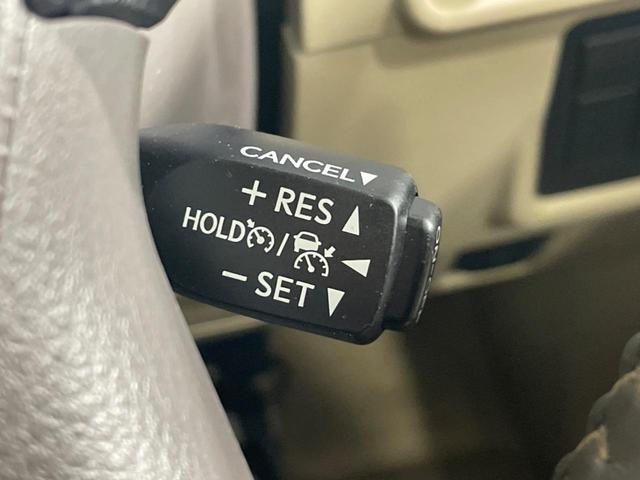 CANCEL▼
+ RES ▲
HOLD / ◀
− SET ▼